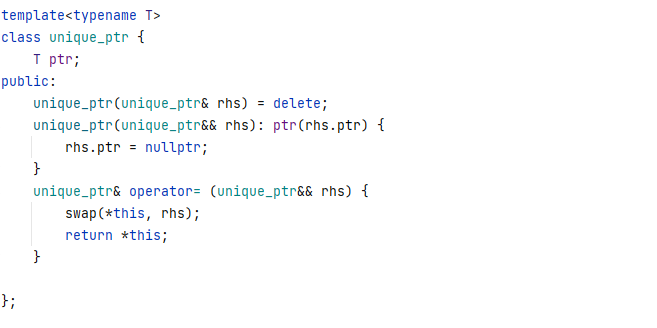 template<typename T>
class unique_ptr {
    T ptr;
public:
    unique_ptr(unique_ptr& rhs) = delete;
    unique_ptr(unique_ptr&& rhs): ptr(rhs.ptr) {
        rhs.ptr = nullptr;
    }
    unique_ptr& operator= (unique_ptr&& rhs) {
        swap(*this, rhs);
        return *this;
    }

};